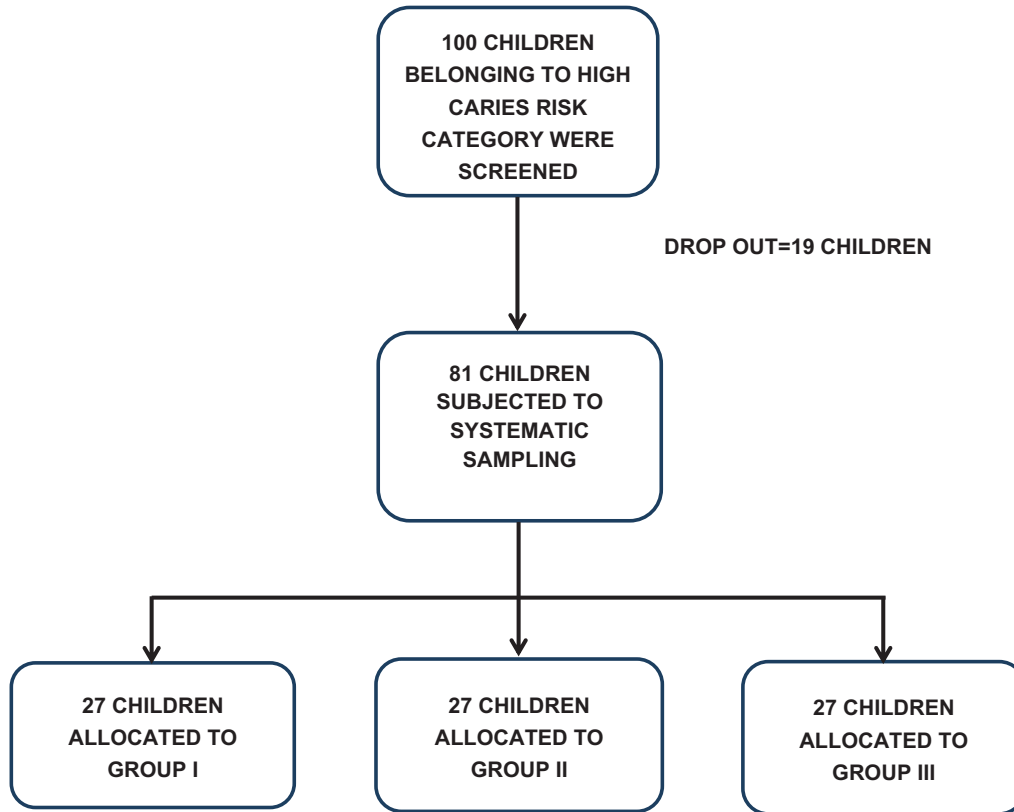 100 CHILDREN
BELONGING TO HIGH
CARIES RISK
CATEGORY WERE
SCREENED
DROP OUT=19 CHILDREN
81 CHILDREN
SUBJECTED TO
SYSTEMATIC
SAMPLING
27 CHILDREN
ALLOCATED TO
GROUP I
27 CHILDREN
ALLOCATED TO
GROUP II
27 CHILDREN
ALLOCATED TO
GROUP III